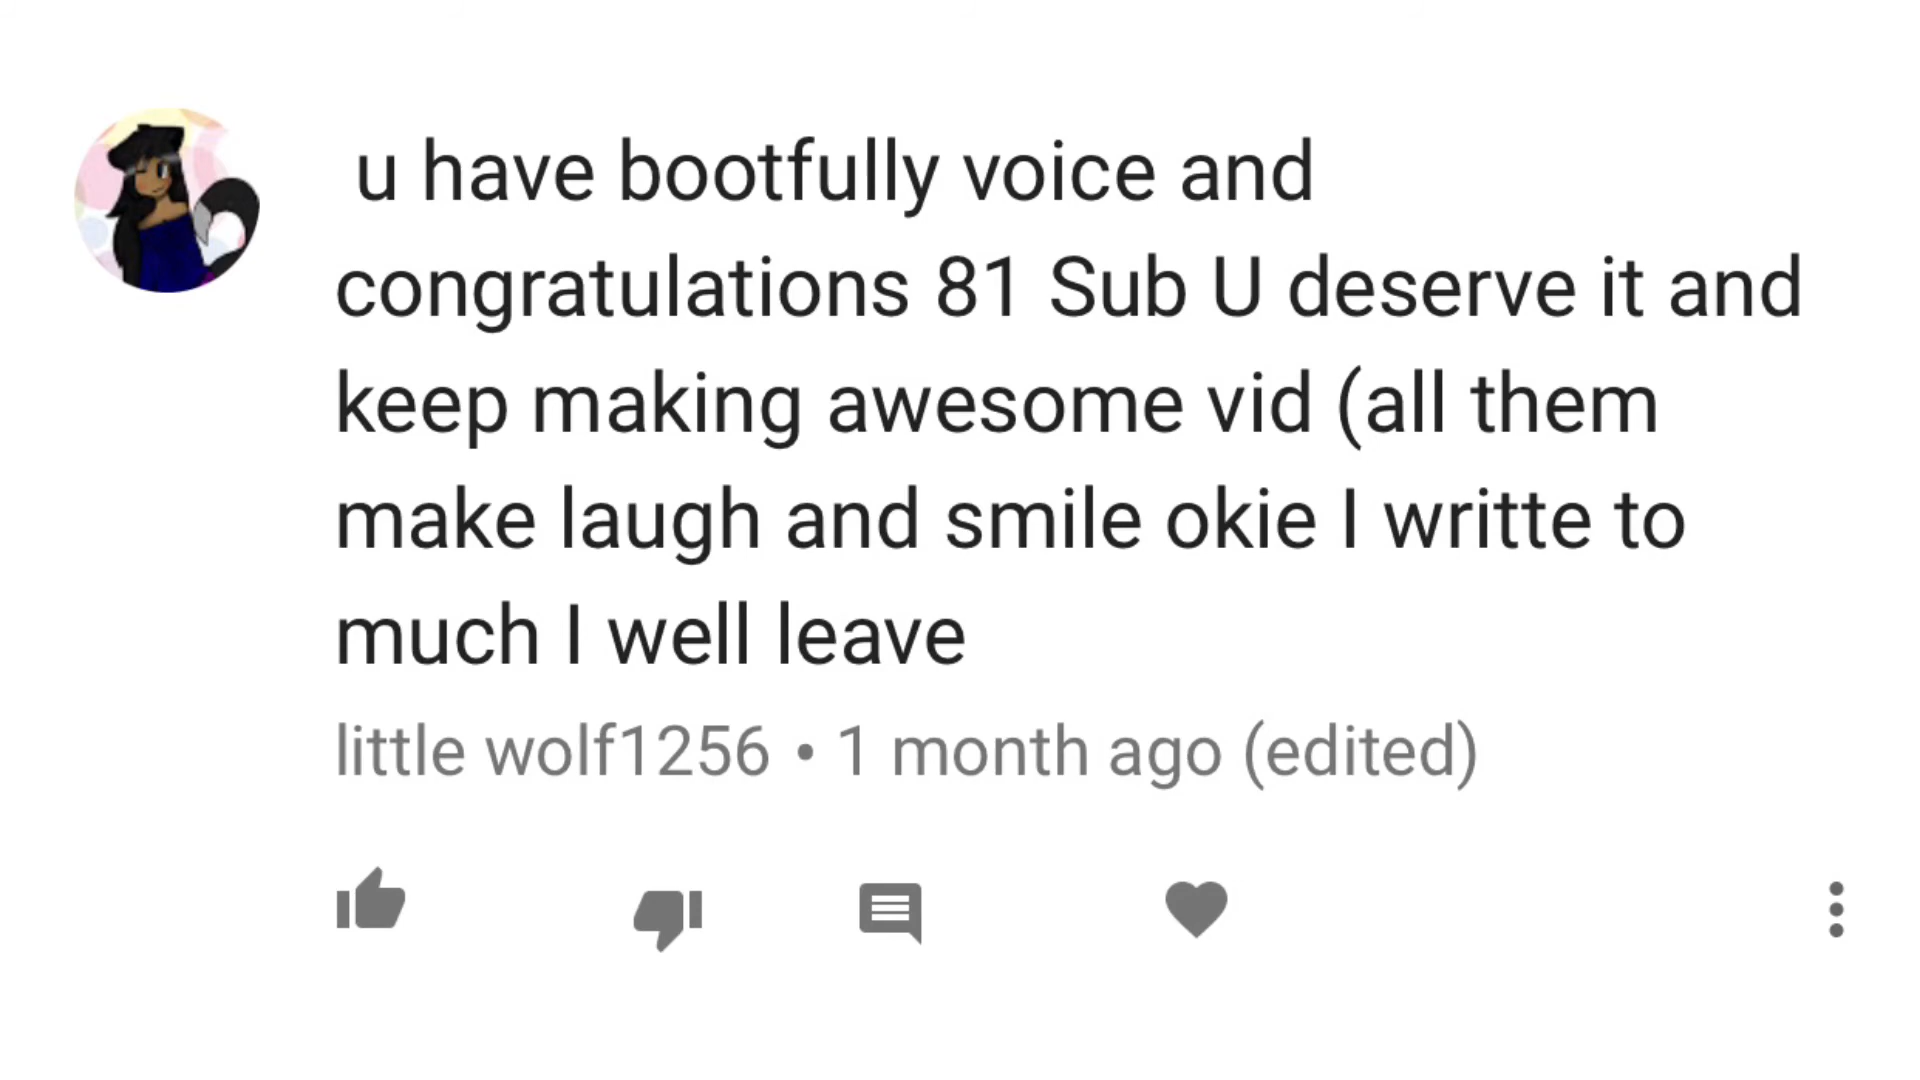 u have bootfully voice and
congratulations 81 Sub U deserve it and
keep making awesome vid (all them
make laugh and smile okie I writte to
much I well leave
little wolf1256 • 1 month ago (edited)